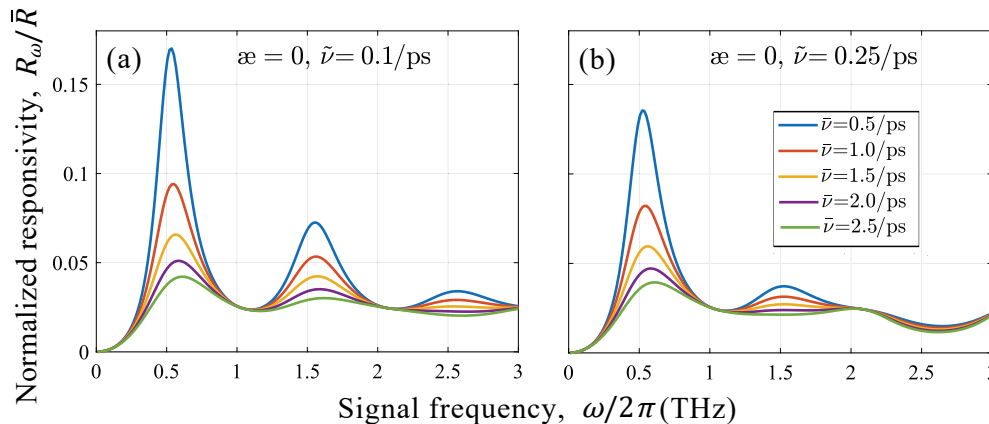 Normalized responsivity, R_ω/R̄
(a) æ = 0, ν̃= 0.1/ps
0.15
0.1
0.05
0
0 0.5 1 1.5 2 2.5 3
(b) æ = 0, ν̃= 0.25/ps
ν̄=0.5/ps
ν̄=1.0/ps
ν̄=1.5/ps
ν̄=2.0/ps
ν̄=2.5/ps
0 0.5 1 1.5 2 2.5 3
Signal frequency, ω/2π(THz)